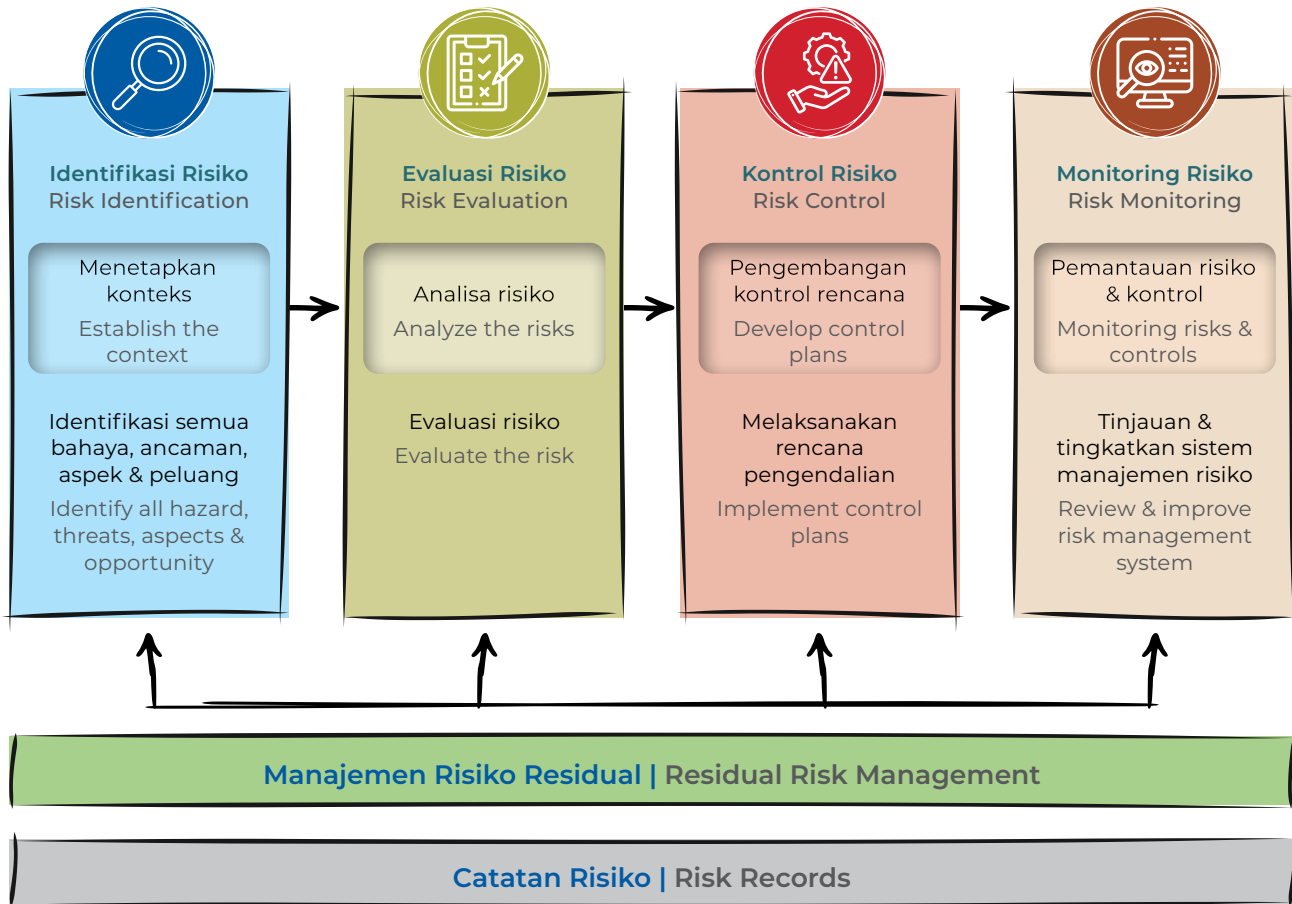 Identifikasi Risiko
Risk Identification
Menetapkan
konteks
Establish the
context
Identifikasi semua
bahaya, ancaman,
aspek & peluang
Identify all hazard,
threats, aspects &
opportunity
Evaluasi Risiko
Risk Evaluation
Analisa risiko
Analyze the risks
Evaluasi risiko
Evaluate the risk
Kontrol Risiko
Risk Control
Pengembangan
kontrol rencana
Develop control
plans
Melaksanakan
rencana
pengendalian
Implement control
plans
Monitoring Risiko
Risk Monitoring
Pemantauan risiko
& kontrol
Monitoring risks &
controls
Tinjauan &
tingkatkan sistem
manajemen risiko
Review & improve
risk management
system
Manajemen Risiko Residual | Residual Risk Management
Catatan Risiko | Risk Records